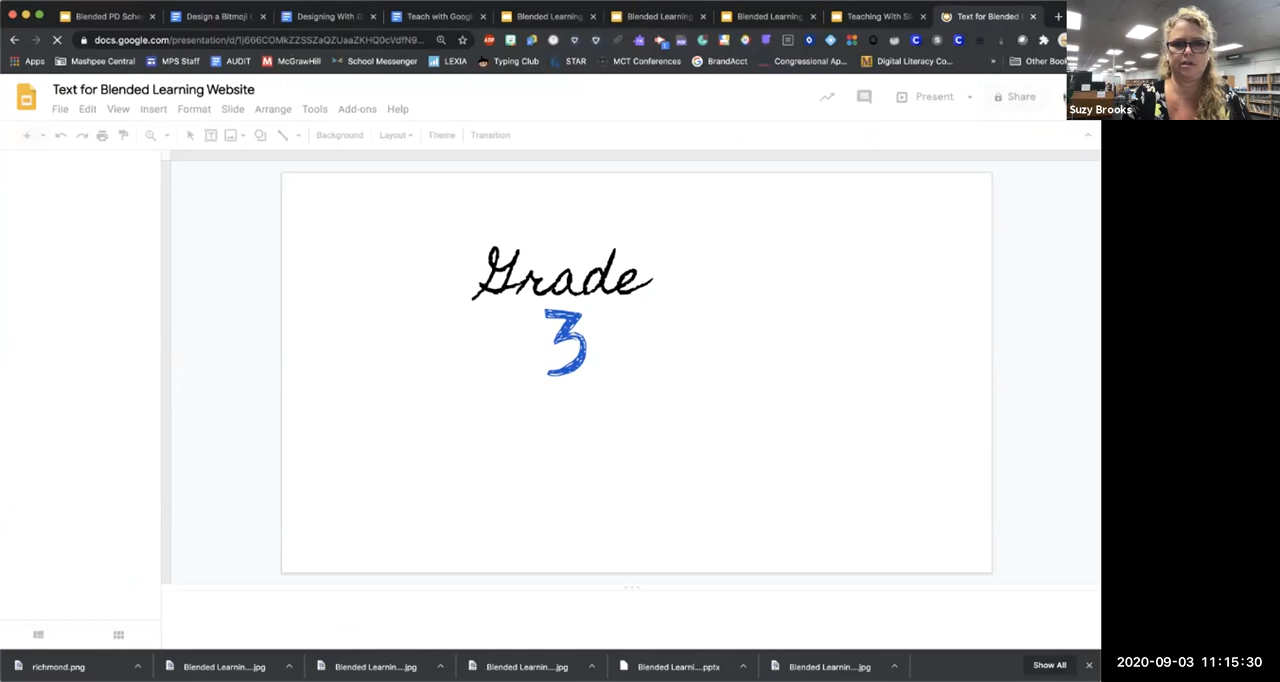 Blended PD Sche
Design a Bitmoji C
Designing With G
Teach with Googl
Blended Learning
Blended Learning
Blended Learning
Teaching With Sl
Text for Blended
docs.google.com/presentation/d/1j666COMkZZSSZaQZUaaZKHQ0cVdfN9...
Apps
Mashpee Central
MPS Staff
AUDIT
McGrawHill
School Messenger
LEXIA
Typing Club
STAR
MCT Conferences
BrandAcct
Congressional Ap...
Digital Literacy Co...
»
Other Boo
Suzy Brooks
Text for Blended Learning Website
File Edit View Insert Format Slide Arrange Tools Add-ons Help
Present
Share
Background
Layout
Theme
Transition
Grade
3
richmond.png
Blended Learnin....jpg
Blended Learnin....jpg
Blended Learnin....jpg
Blended Learni....pptx
Blended Learnin....jpg
Show All
2020-09-03 11:15:30